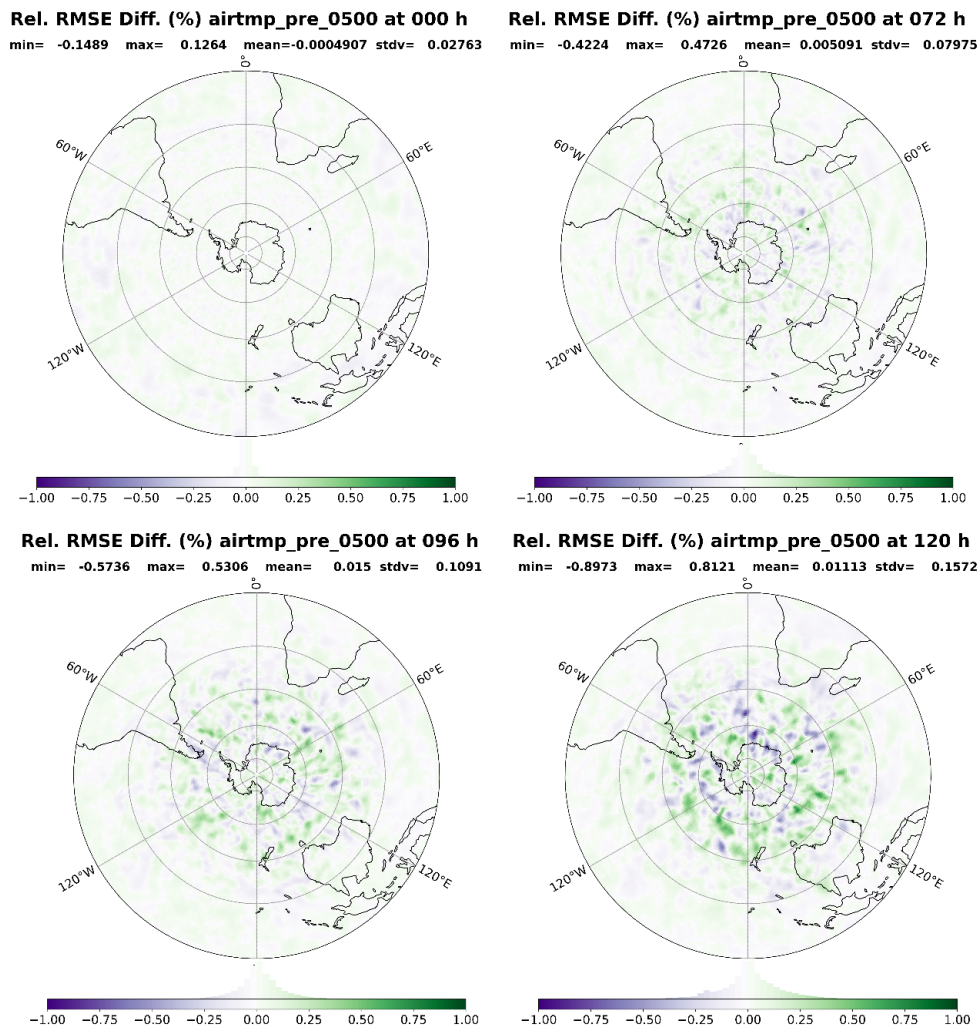 Rel. RMSE Diff. (%) airtmp_pre_0500 at 000 h
min= -0.1489 max= 0.1264 mean=-0.0004907 stdv= 0.02763
0°
60°W
60°E
120°W
120°E
−1.00 −0.75 −0.50 −0.25 0.00 0.25 0.50 0.75 1.00
Rel. RMSE Diff. (%) airtmp_pre_0500 at 072 h
min= -0.4224 max= 0.4726 mean= 0.005091 stdv= 0.07975
0°
60°W
60°E
120°W
120°E
−1.00 −0.75 −0.50 −0.25 0.00 0.25 0.50 0.75 1.00
Rel. RMSE Diff. (%) airtmp_pre_0500 at 096 h
min= -0.5736 max= 0.5306 mean= 0.015 stdv= 0.1091
0°
60°W
60°E
120°W
120°E
−1.00 −0.75 −0.50 −0.25 0.00 0.25 0.50 0.75 1.00
Rel. RMSE Diff. (%) airtmp_pre_0500 at 120 h
min= -0.8973 max= 0.8121 mean= 0.01113 stdv= 0.1572
0°
60°W
60°E
120°W
120°E
−1.00 −0.75 −0.50 −0.25 0.00 0.25 0.50 0.75 1.00